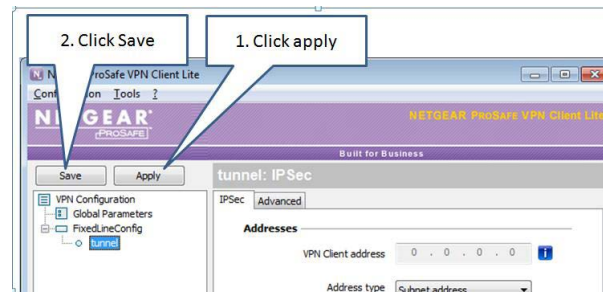 2. Click Save
1. Click apply
ProSafe VPN Client Lite
Tools ?
NETGEAR PROSAFE VPN Client Lite
PROSAFE
Built for Business
Save
Apply
tunnel: IPSec
VPN Configuration
Global Parameters
FixedLineConfig
tunnel
IPSec
Advanced
Addresses
VPN Client address 0 . 0 . 0 . 0
Address type Subnet address